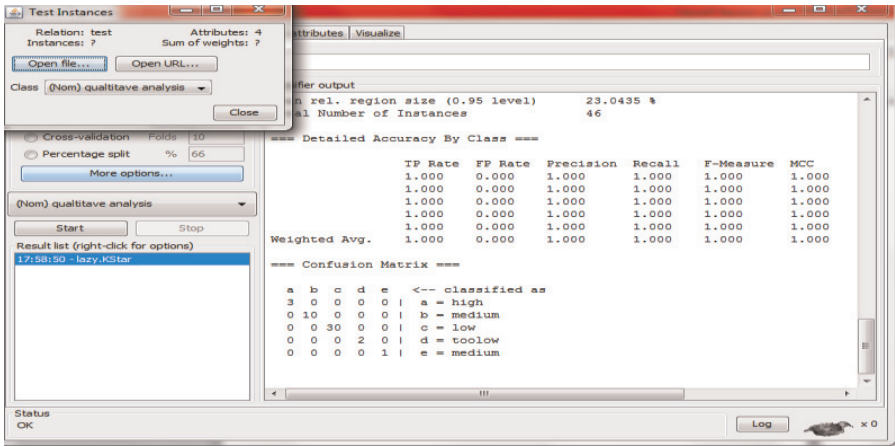 Test Instances
Relation: test Attributes: 4
Instances: ? Sum of weights: ?
Open file... Open URL...
Class (Nom) qualtitave analysis
Close
attributes Visualize
ifier output
n rel. region size (0.95 level) 23.0435 %
al Number of Instances 46
=== Detailed Accuracy By Class ===
TP Rate FP Rate Precision Recall F-Measure MCC
1.000 0.000 1.000 1.000 1.000 1.000
1.000 0.000 1.000 1.000 1.000 1.000
1.000 0.000 1.000 1.000 1.000 1.000
1.000 0.000 1.000 1.000 1.000 1.000
1.000 0.000 1.000 1.000 1.000 1.000
Weighted Avg. 1.000 0.000 1.000 1.000 1.000 1.000
=== Confusion Matrix ===
a b c d e <-- classified as
3 0 0 0 0 | a = high
0 10 0 0 0 | b = medium
0 0 30 0 0 | c = low
0 0 0 2 0 | d = toolow
0 0 0 0 1 | e = medium
Cross-validation Folds 10
Percentage split % 66
More options...
(Nom) qualtitave analysis
Start Stop
Result list (right-click for options)
17:58:50 - lazy.KStar
Status
OK
Log x 0